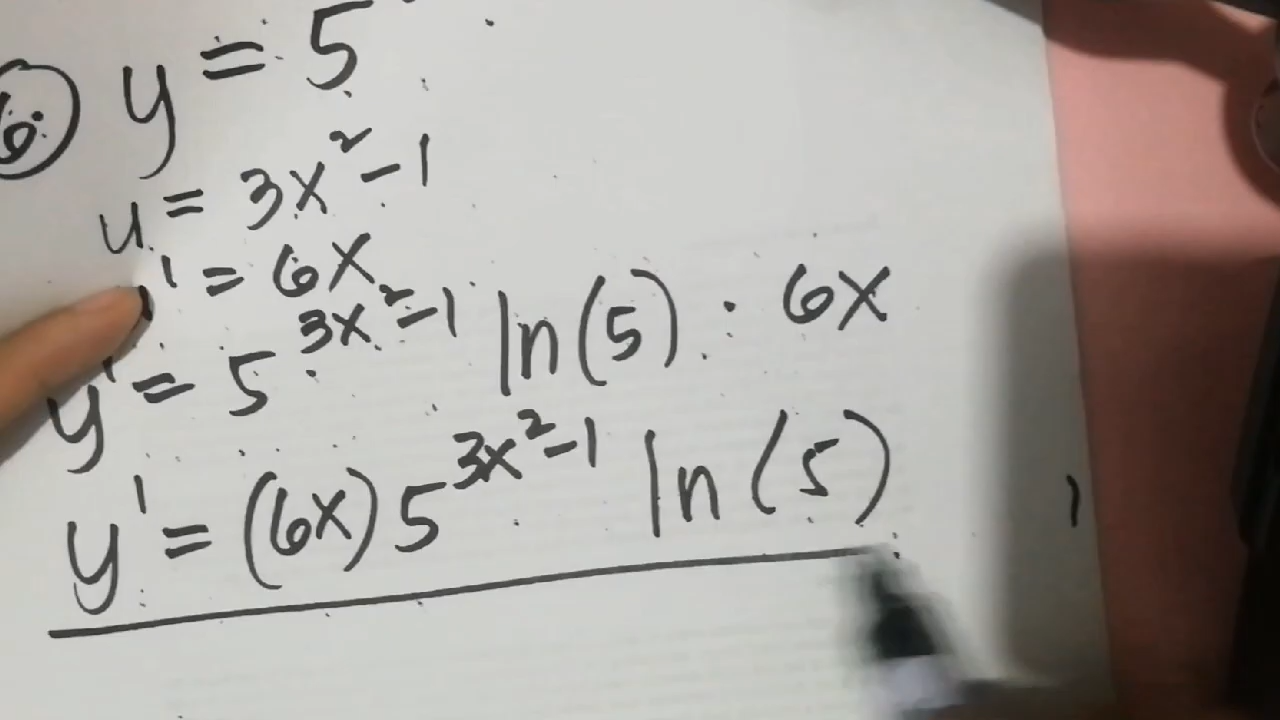 6. y = 5
u = 3x² - 1
' = 6x
y' = 5^(3x²-1) ln(5) · 6x
y' = (6x) 5^(3x²-1) ln(5)